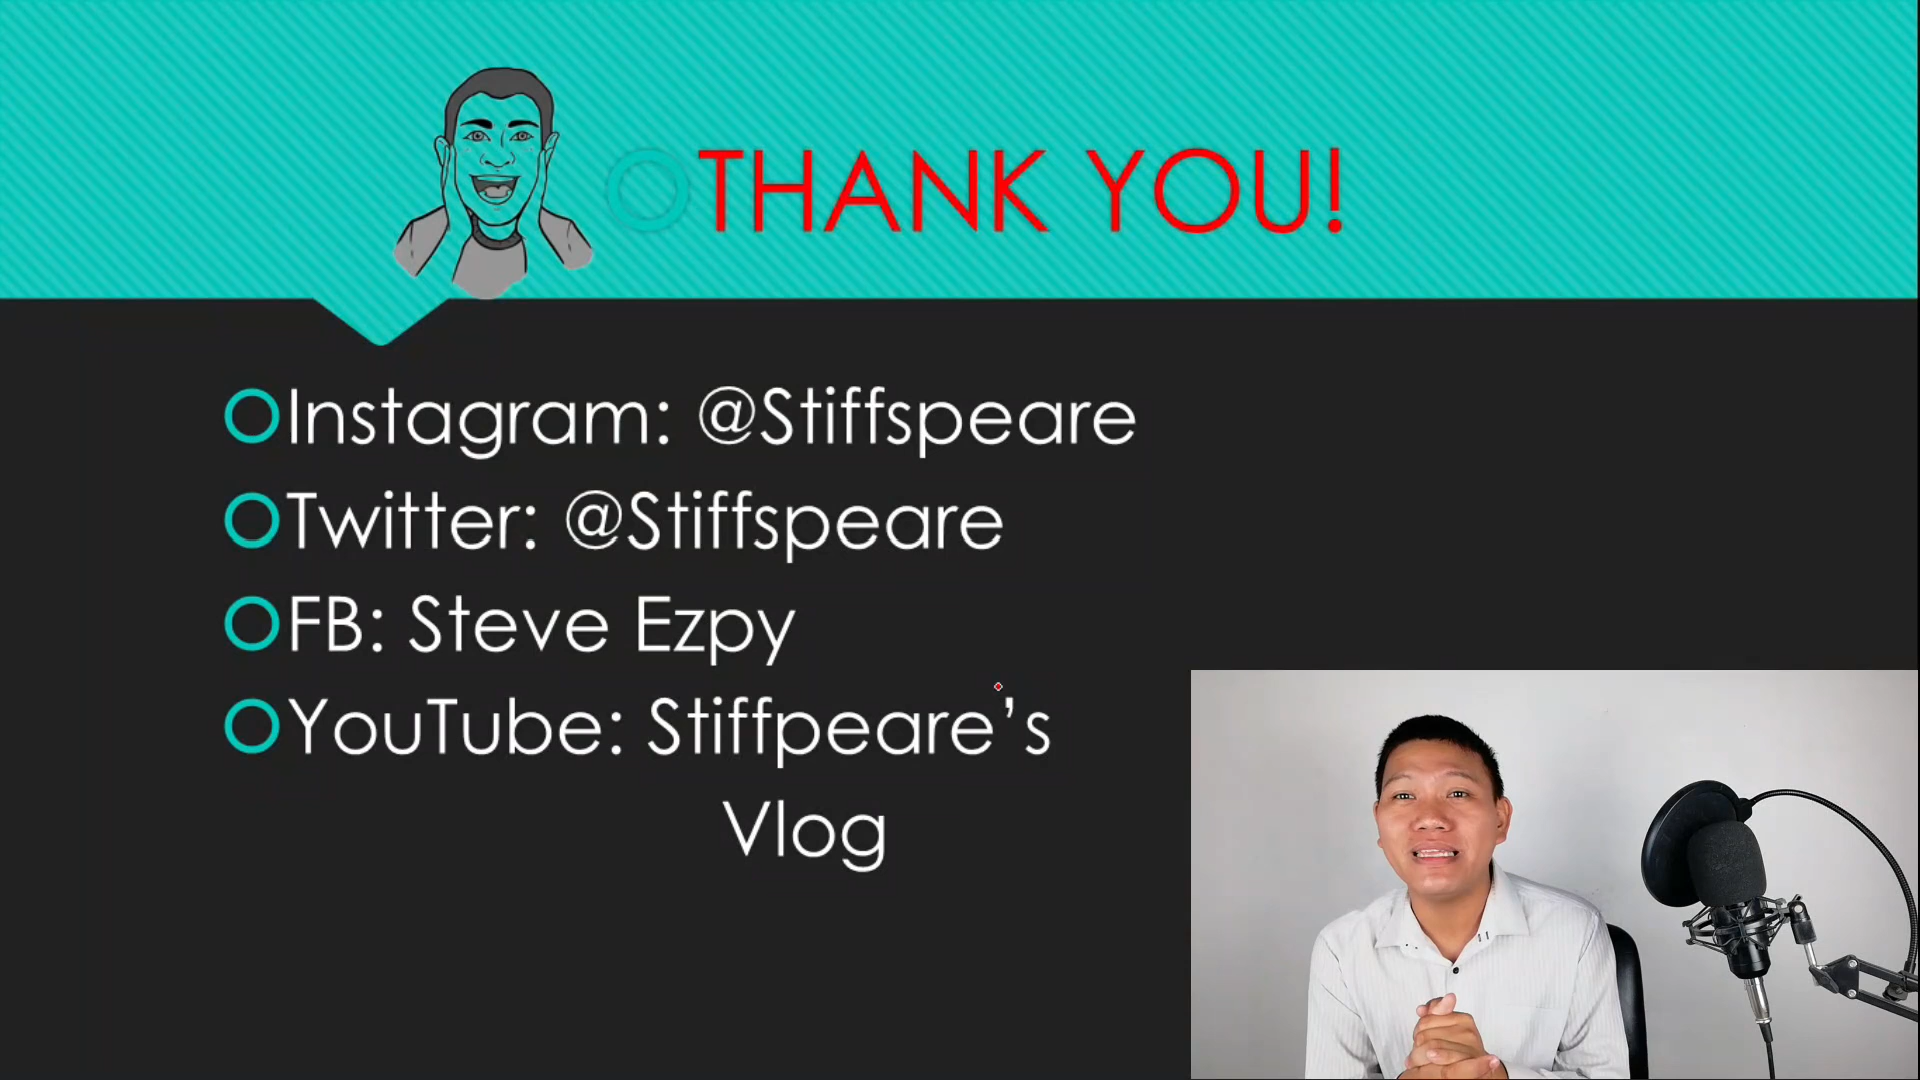 THANK YOU!
Instagram: @Stiffspeare
Twitter: @Stiffspeare
FB: Steve Ezpy
YouTube: Stiffpeare’s
Vlog